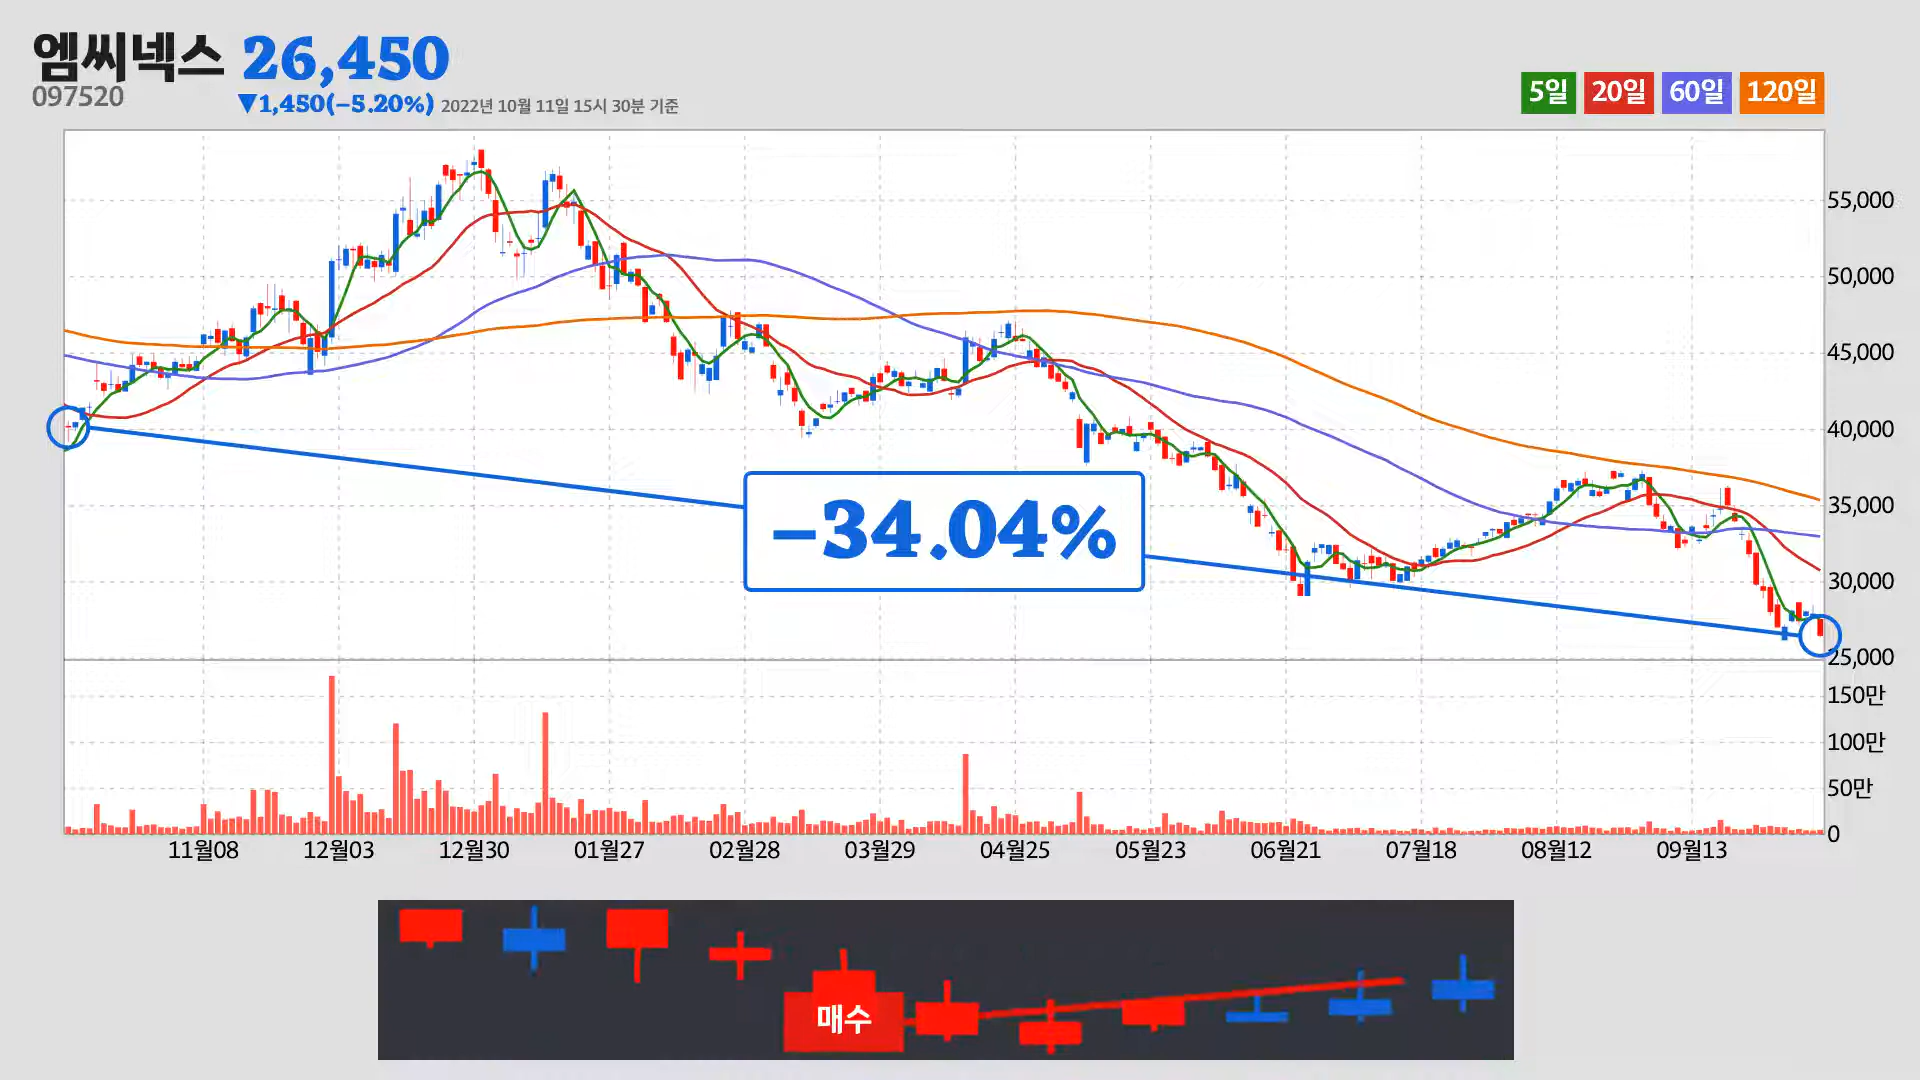 엠씨넥스 26,450
097520
▼1,450(−5.20%) 2022년 10월 11일 15시 30분 기준
5일 20일 60일 120일
55,000
50,000
45,000
40,000
35,000
30,000
25,000
−34.04%
150만
100만
50만
0
11월08 12월03 12월30 01월27 02월28 03월29 04월25 05월23 06월21 07월18 08월12 09월13
매수